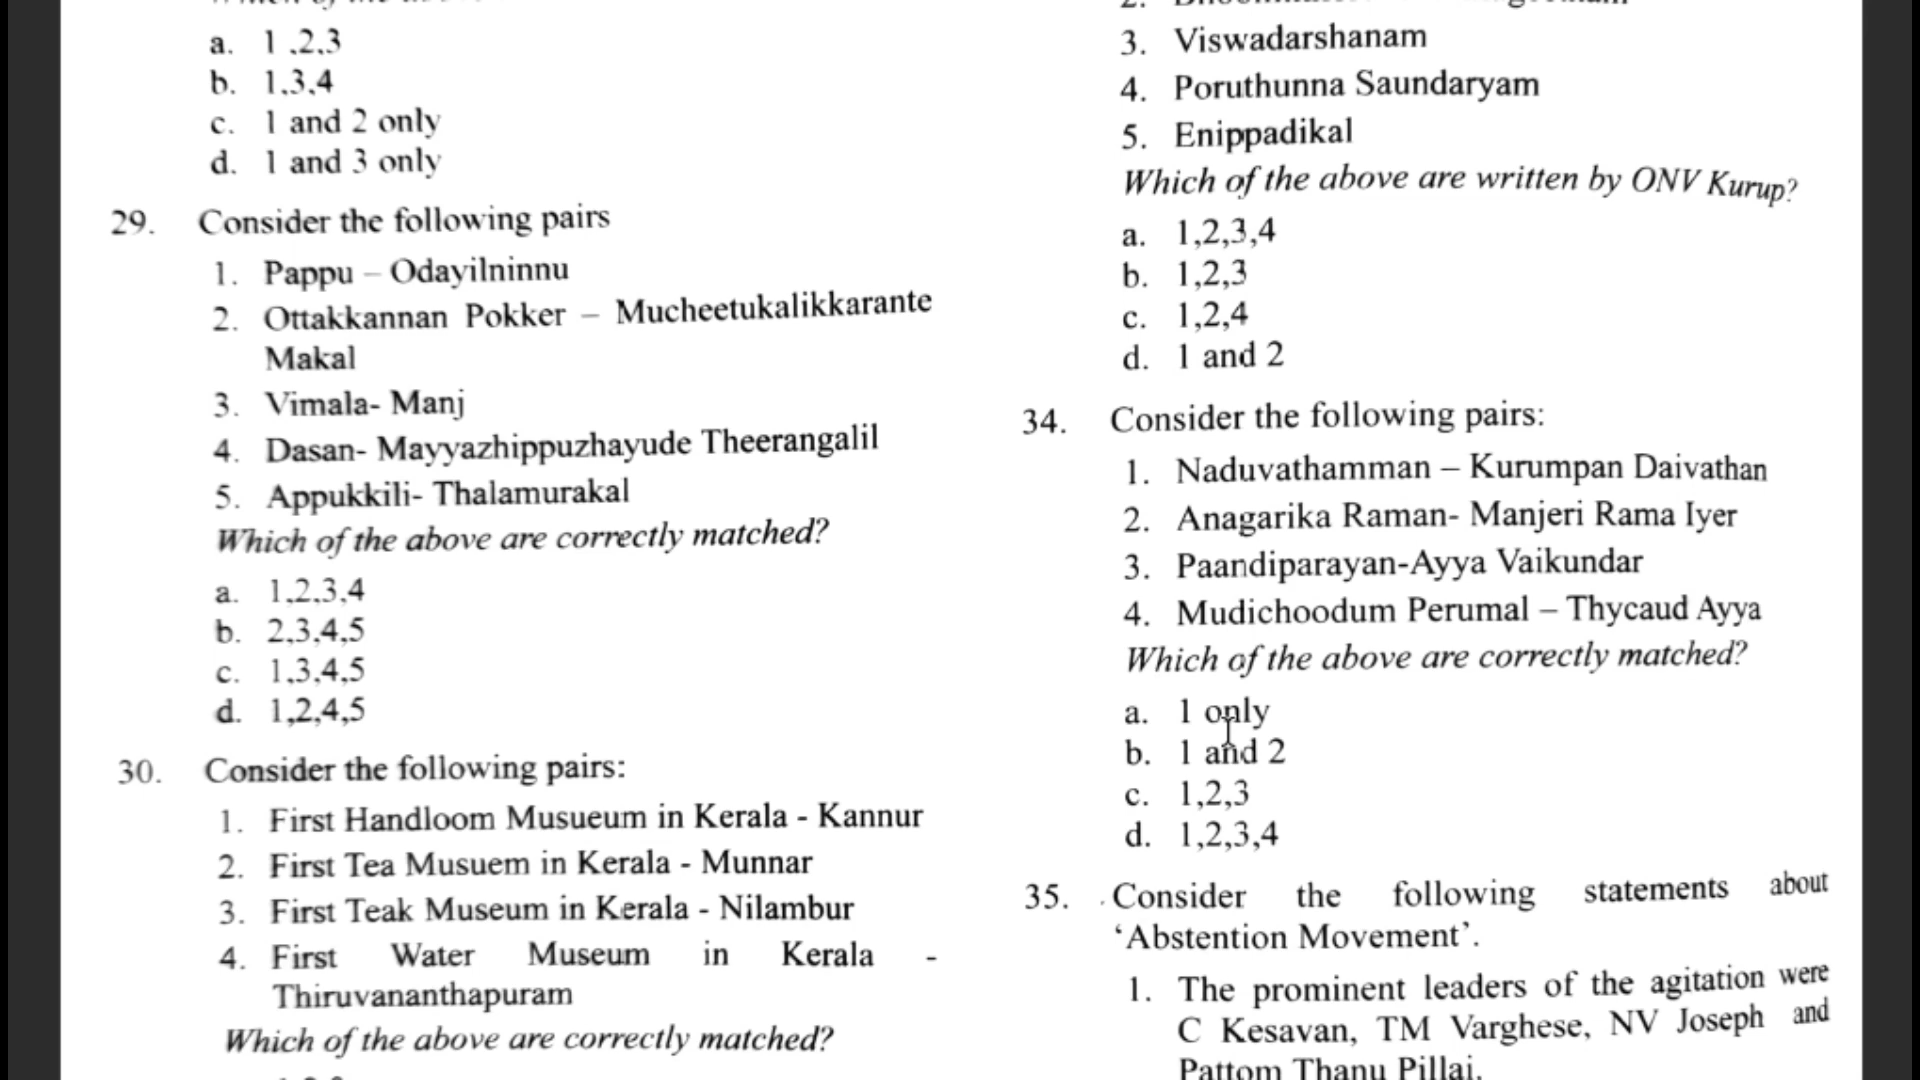 a. 1 ,2,3
b. 1,3,4
c. 1 and 2 only
d. 1 and 3 only
29. Consider the following pairs
1. Pappu – Odayilninnu
2. Ottakkannan Pokker – Mucheetukalikkarante
Makal
3. Vimala- Manj
4. Dasan- Mayyazhippuzhayude Theerangalil
5. Appukkili- Thalamurakal
Which of the above are correctly matched?
a. 1,2,3,4
b. 2,3,4,5
c. 1,3,4,5
d. 1,2,4,5
30. Consider the following pairs:
1. First Handloom Musueum in Kerala - Kannur
2. First Tea Musuem in Kerala - Munnar
3. First Teak Museum in Kerala - Nilambur
4. First Water Museum in Kerala -
Thiruvananthapuram
Which of the above are correctly matched?
3. Viswadarshanam
4. Poruthunna Saundaryam
5. Enippadikal
Which of the above are written by ONV Kurup?
a. 1,2,3,4
b. 1,2,3
c. 1,2,4
d. 1 and 2
34. Consider the following pairs:
1. Naduvathamman – Kurumpan Daivathan
2. Anagarika Raman- Manjeri Rama Iyer
3. Paandiparayan-Ayya Vaikundar
4. Mudichoodum Perumal – Thycaud Ayya
Which of the above are correctly matched?
a. 1 only
b. 1 and 2
c. 1,2,3
d. 1,2,3,4
35. Consider the following statements about
‘Abstention Movement’.
1. The prominent leaders of the agitation were
C Kesavan, TM Varghese, NV Joseph and
Pattom Thanu Pillai.